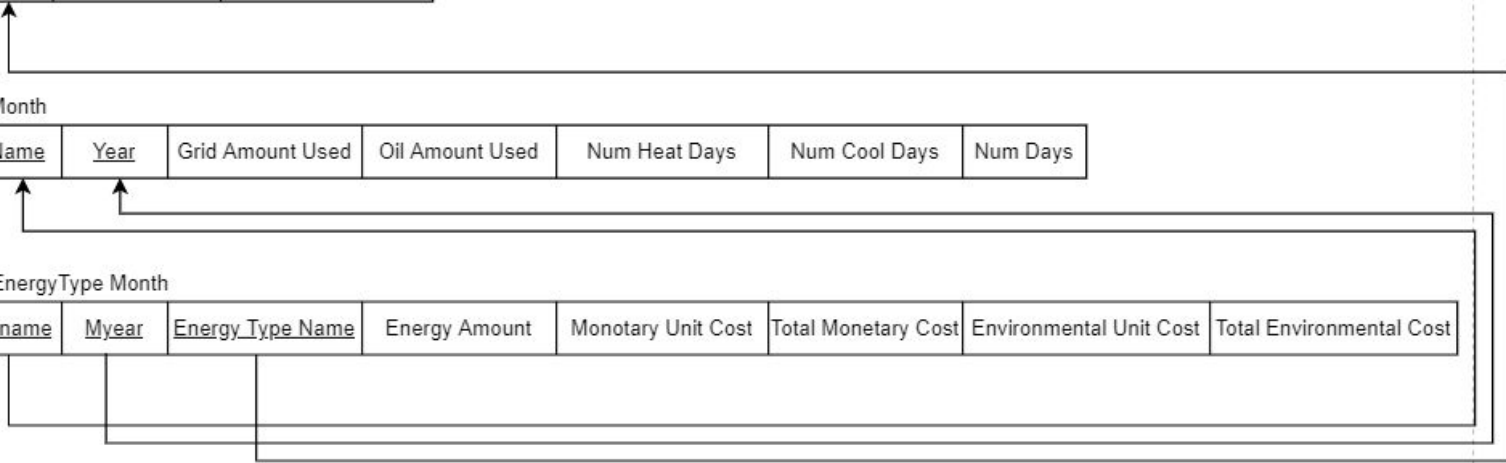 Month
Name Year Grid Amount Used Oil Amount Used Num Heat Days Num Cool Days Num Days
EnergyType Month
name Myear Energy Type Name Energy Amount Monotary Unit Cost Total Monetary Cost Environmental Unit Cost Total Environmental Cost